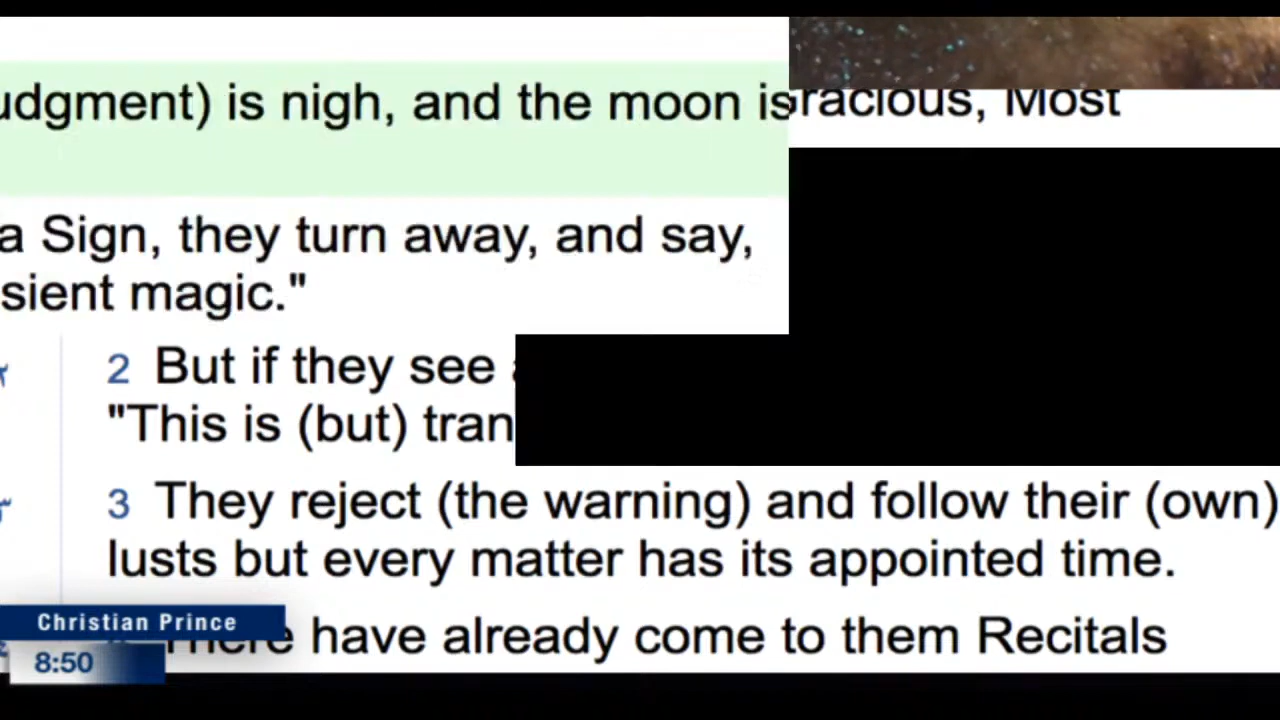 udgment) is nigh, and the moon is
racious, Most
a Sign, they turn away, and say,
sient magic."
2 But if they see
"This is (but) tran
3 They reject (the warning) and follow their (own)
lusts but every matter has its appointed time.
There have already come to them Recitals
Christian Prince
8:50